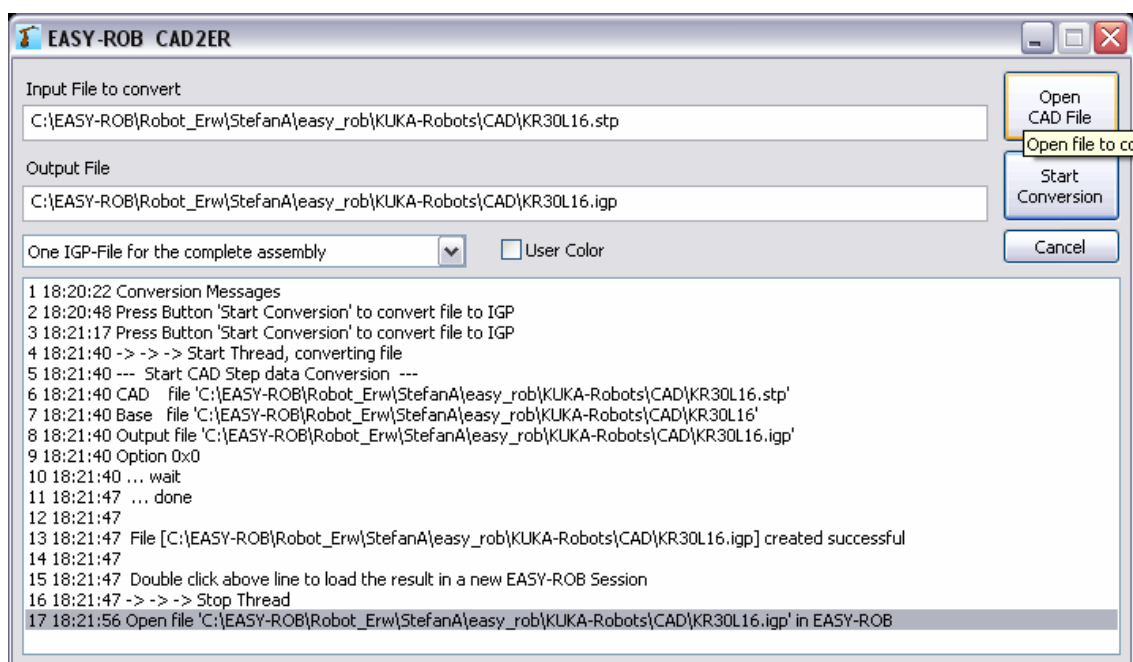 EASY-ROB CAD2ER
Input File to convert
C:\EASY-ROB\Robot_Erw\StefanA\easy_rob\KUKA-Robots\CAD\KR30L16.stp
Open
CAD File
Open file to co
Output File
C:\EASY-ROB\Robot_Erw\StefanA\easy_rob\KUKA-Robots\CAD\KR30L16.igp
Start
Conversion
One IGP-File for the complete assembly
User Color
Cancel
1 18:20:22 Conversion Messages
2 18:20:48 Press Button 'Start Conversion' to convert file to IGP
3 18:21:17 Press Button 'Start Conversion' to convert file to IGP
4 18:21:40 -> -> -> Start Thread, converting file
5 18:21:40 --- Start CAD Step data Conversion ---
6 18:21:40 CAD file 'C:\EASY-ROB\Robot_Erw\StefanA\easy_rob\KUKA-Robots\CAD\KR30L16.stp'
7 18:21:40 Base file 'C:\EASY-ROB\Robot_Erw\StefanA\easy_rob\KUKA-Robots\CAD\KR30L16'
8 18:21:40 Output file 'C:\EASY-ROB\Robot_Erw\StefanA\easy_rob\KUKA-Robots\CAD\KR30L16.igp'
9 18:21:40 Option 0x0
10 18:21:40 ... wait
11 18:21:47 ... done
12 18:21:47
13 18:21:47 File [C:\EASY-ROB\Robot_Erw\StefanA\easy_rob\KUKA-Robots\CAD\KR30L16.igp] created successful
14 18:21:47
15 18:21:47 Double click above line to load the result in a new EASY-ROB Session
16 18:21:47 -> -> -> Stop Thread
17 18:21:56 Open file 'C:\EASY-ROB\Robot_Erw\StefanA\easy_rob\KUKA-Robots\CAD\KR30L16.igp' in EASY-ROB